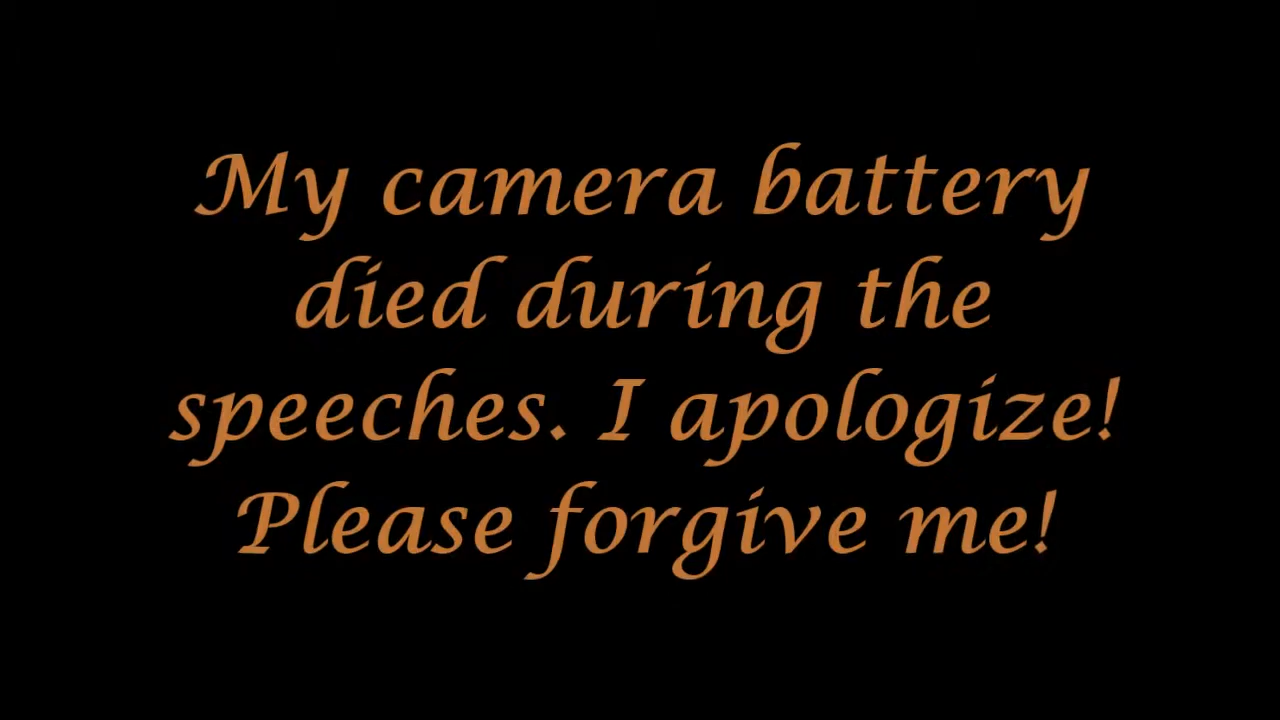 My camera battery
died during the
speeches. I apologize!
Please forgive me!